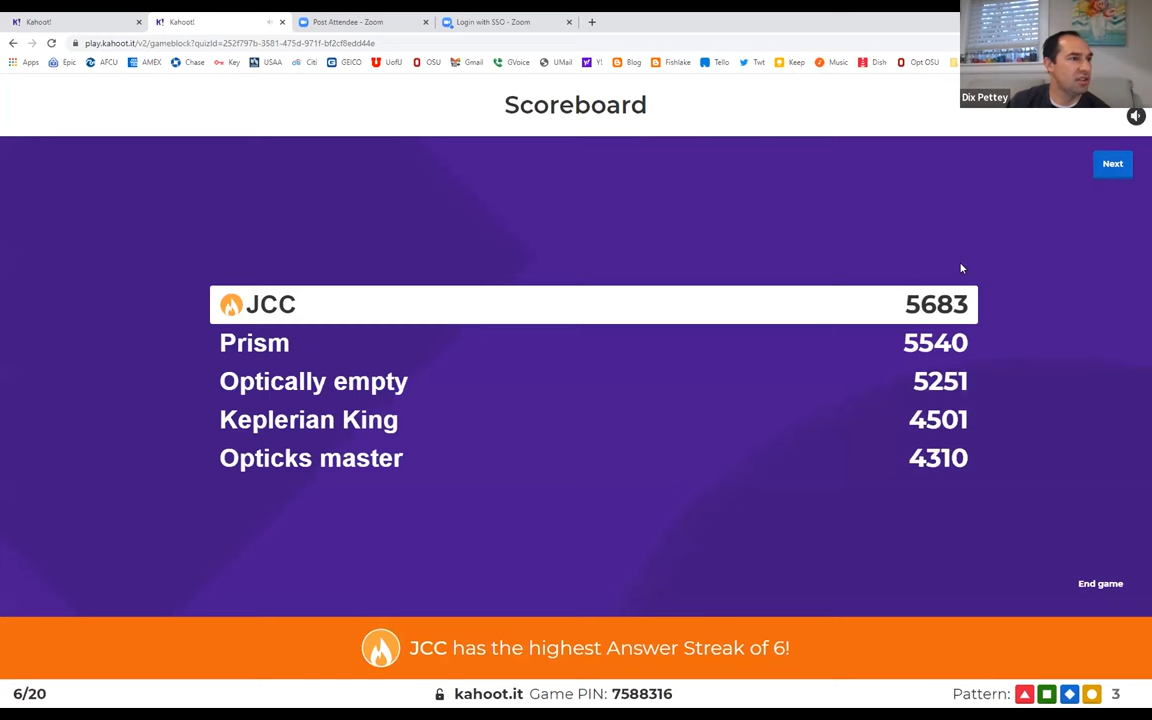 Kahoot!
Kahoot!
Post Attendee - Zoom
Login with SSO - Zoom
play.kahoot.it/v2/gameblock?quizId=252f797b-3581-475d-971f-bf2cf8edd44e
Apps Epic AFCU AMEX Chase Key USAA Citi GEICO UofU OSU Gmail GVoice UMail Y! Blog Fishlake Tello Twt Keep Music Dish Opt OSU
Dix Pettey
Scoreboard
Next
JCC 5683
Prism 5540
Optically empty 5251
Keplerian King 4501
Opticks master 4310
End game
JCC has the highest Answer Streak of 6!
6/20 kahoot.it Game PIN: 7588316 Pattern: 3